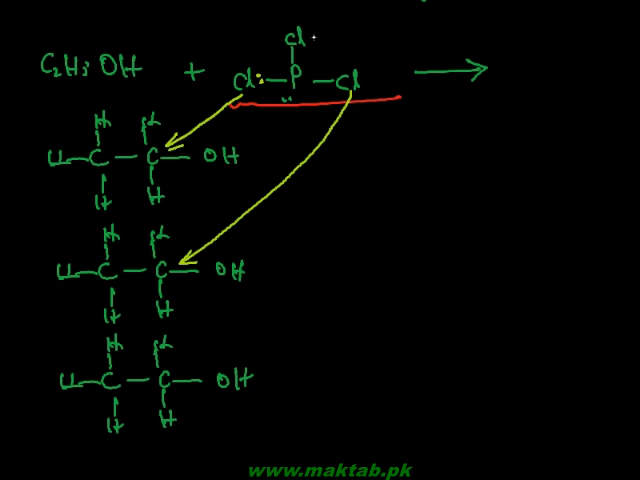 Cl
C2H5OH + Cl: — P — Cl →
H H
H — C — C — OH
H H
H H
H — C — C — OH
H H
H H
H — C — C — OH
H H
www.maktab.pk